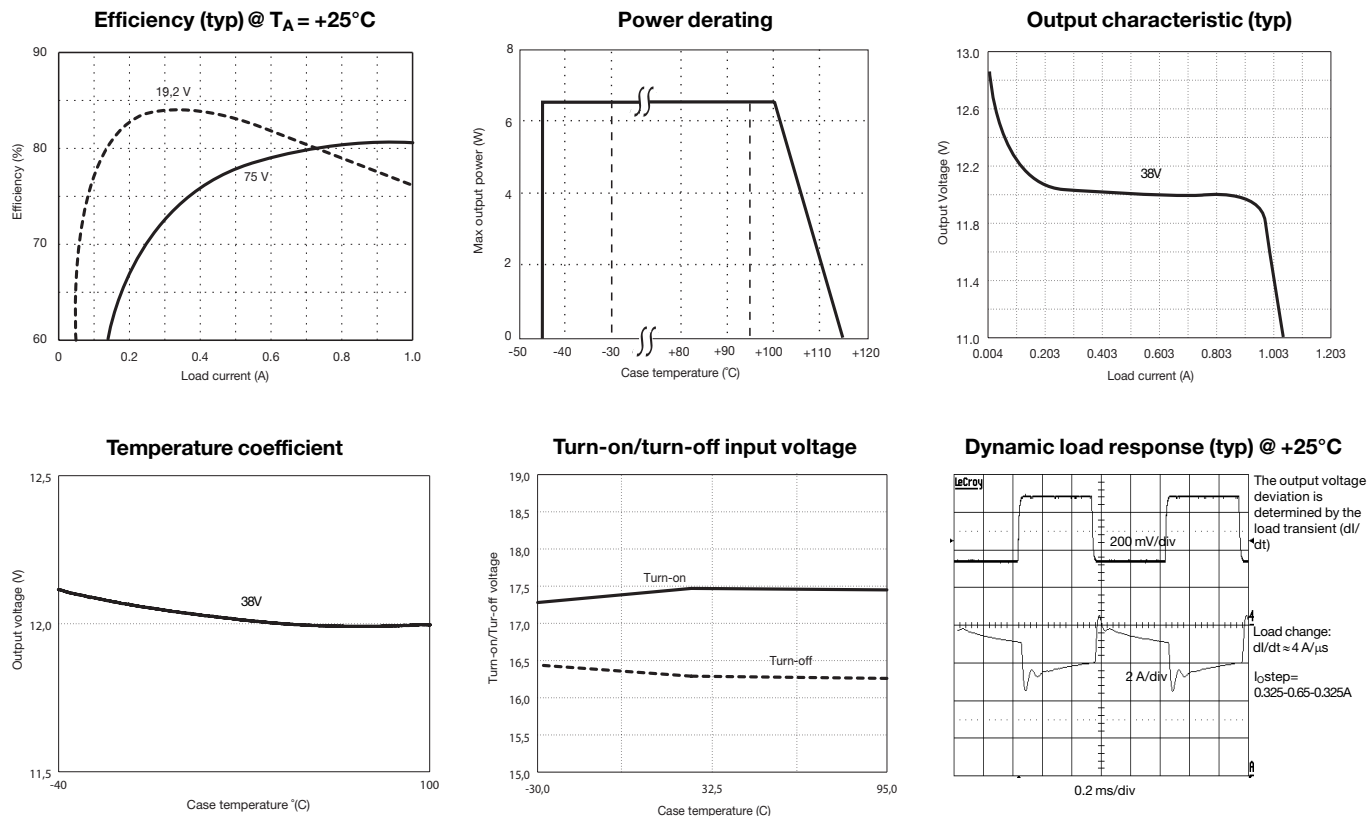 Efficiency (typ) @ TA = +25°C
90
80
70
60
Efficiency (%)
19,2 V
75 V
0 0.2 0.4 0.6 0.8 1.0
Load current (A)
Power derating
8
6
4
2
0
Max output power (W)
-50 -40 -30 +80 +90 +100 +110 +120
Case temperature (°C)
Output characteristic (typ)
13.0
12.6
12.2
11.8
11.4
11.0
Output Voltage (V)
38V
0.004 0.203 0.403 0.603 0.803 1.003 1.203
Load current (A)
Temperature coefficient
12,5
12,0
11,5
Output voltage (V)
38V
-40 100
Case temperature °(C)
Turn-on/turn-off input voltage
19,0
18,5
18,0
17,5
17,0
16,5
16,0
15,5
15,0
Turn-on/Tur-off voltage
Turn-on
Turn-off
-30,0 32,5 95,0
Case temperature (C)
Dynamic load response (typ) @ +25°C
LeCroy
200 mV/div
2 A/div
0.2 ms/div
The output voltage
deviation is
determined by the
load transient (dI/
dt)
4
Load change:
dI/dt ≈ 4 A/µs
IOstep=
0.325-0.65-0.325A
A